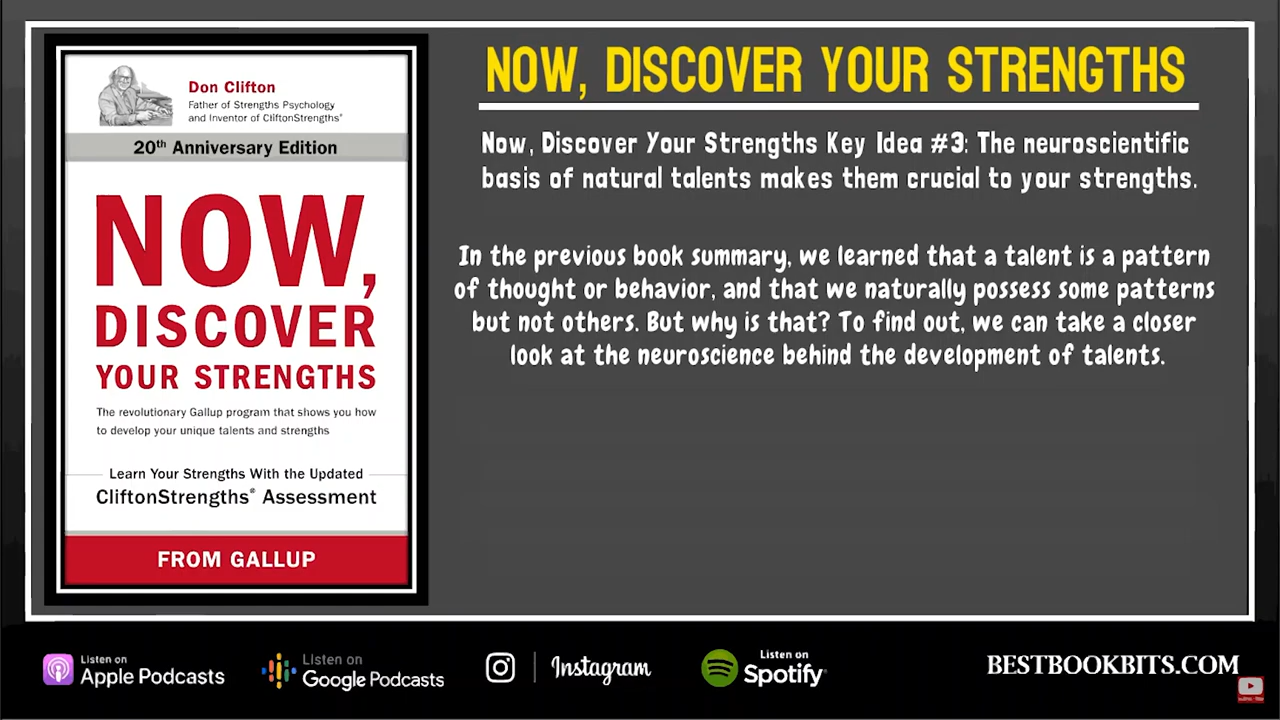 Don Clifton
Father of Strengths Psychology
and Inventor of CliftonStrengths®
20th Anniversary Edition
NOW,
DISCOVER
YOUR STRENGTHS
The revolutionary Gallup program that shows you how
to develop your unique talents and strengths
Learn Your Strengths With the Updated
CliftonStrengths® Assessment
FROM GALLUP
NOW, DISCOVER YOUR STRENGTHS
Now, Discover Your Strengths Key Idea #3: The neuroscientific
basis of natural talents makes them crucial to your strengths.
In the previous book summary, we learned that a talent is a pattern
of thought or behavior, and that we naturally possess some patterns
but not others. But why is that? To find out, we can take a closer
look at the neuroscience behind the development of talents.
Listen on
Apple Podcasts
Listen on
Google Podcasts
Instagram
Listen on
Spotify
BESTBOOKBITS.COM